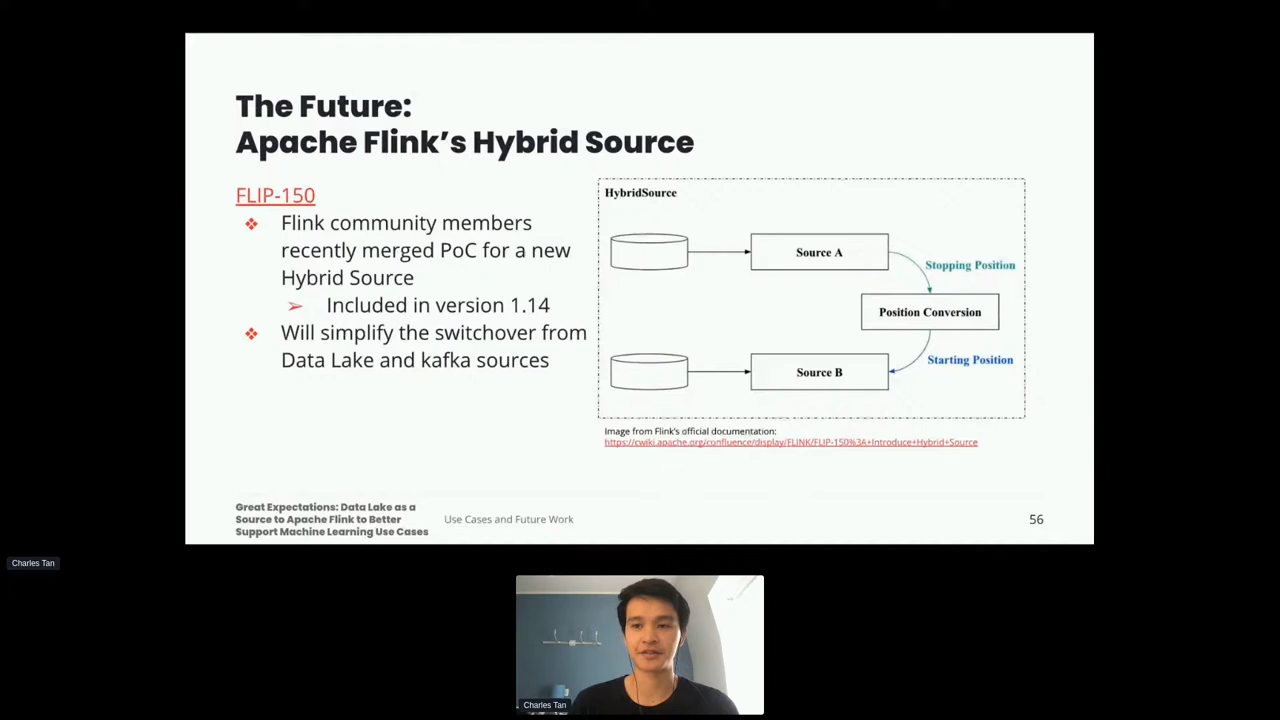 The Future:
Apache Flink's Hybrid Source
FLIP-150
Flink community members
recently merged PoC for a new
Hybrid Source
Included in version 1.14
Will simplify the switchover from
Data Lake and kafka sources
HybridSource
Source A
Stopping Position
Position Conversion
Starting Position
Source B
Image from Flink's official documentation:
https://cwiki.apache.org/confluence/display/FLINK/FLIP-150%3A+Introduce+Hybrid+Source
Great Expectations: Data Lake as a
Source to Apache Flink to Better
Support Machine Learning Use Cases
Use Cases and Future Work
56
Charles Tan
Charles Tan